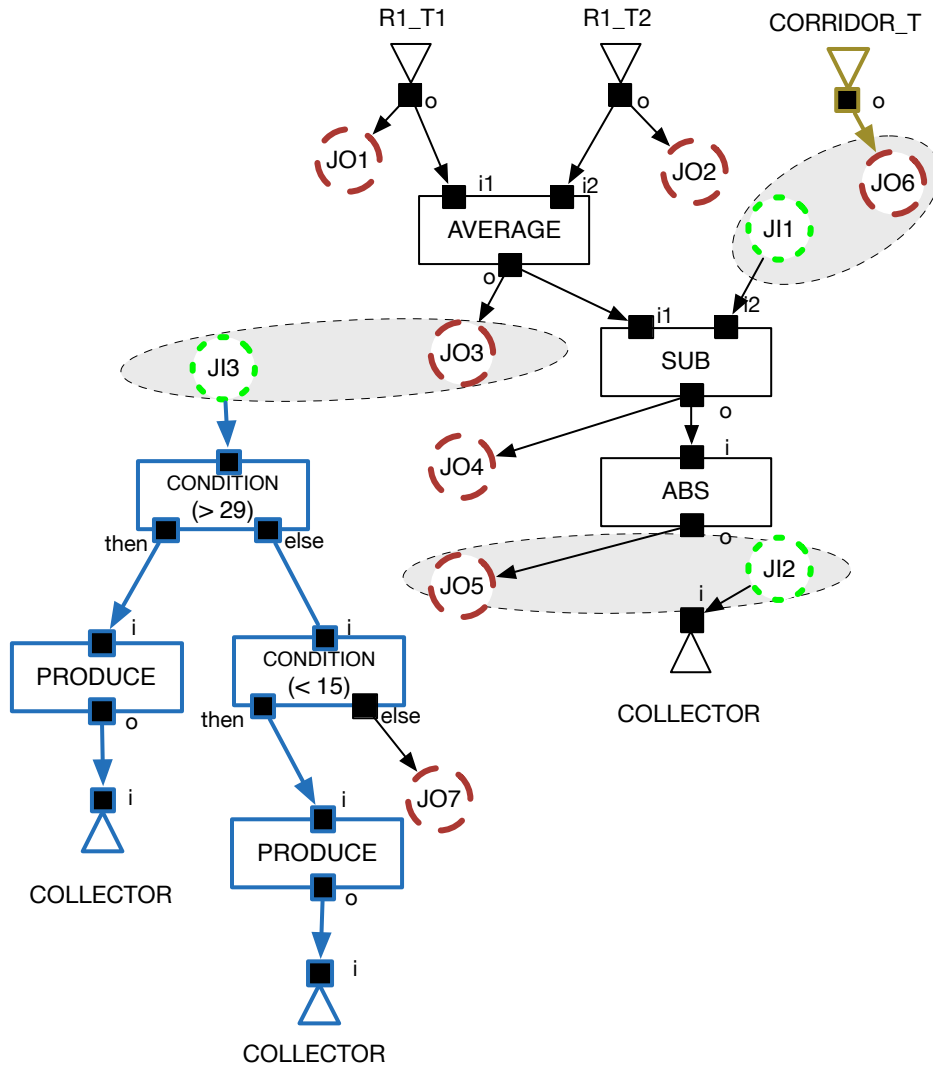 R1_T1 R1_T2 CORRIDOR_T
o o o
JO1 JO2 JO6
i1 i2
AVERAGE JI1
o
i1 i2
JI3 JO3 SUB
o
i
JO4
CONDITION
(> 29) ABS
then else o
JO5 JI2
i
i i
PRODUCE CONDITION
(< 15)
o then else COLLECTOR
i i JO7
PRODUCE
COLLECTOR o
i
COLLECTOR